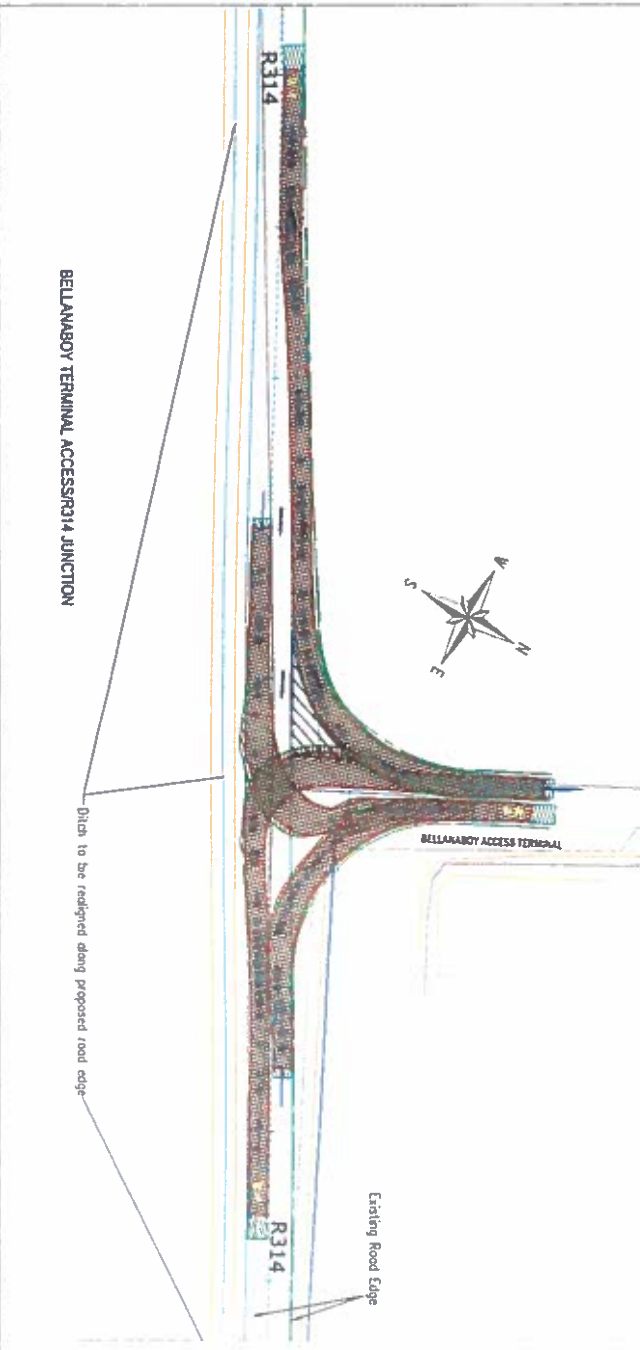 R314
BELLANABOY TERMINAL ACCESS/R314 JUNCTION
S
A
N
E
BELLANABOY ACCESS TERMINAL
Ditch to be realigned along proposed road edge
Existing Road Edge
R314